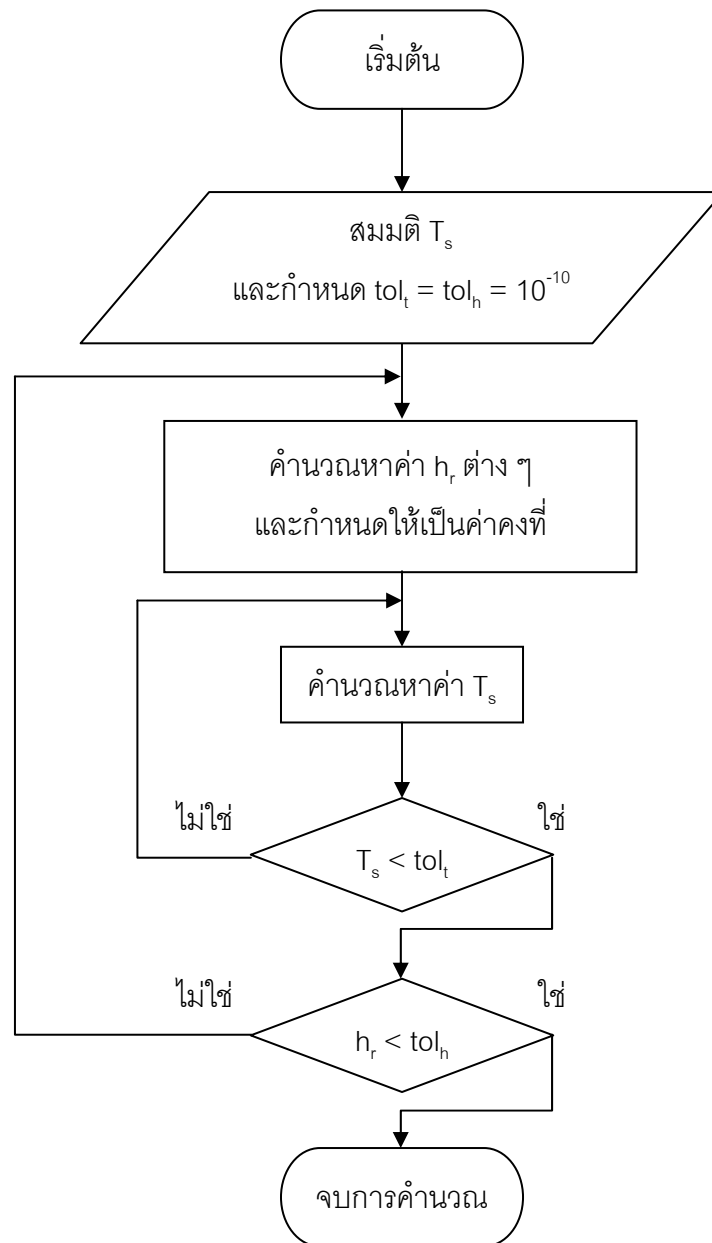 เริ่มต้น
สมมติ Tₛ
และกำหนด tolₜ = tolₕ = 10⁻¹⁰
คำนวณหาค่า hᵣ ต่าง ๆ
และกำหนดให้เป็นค่าคงที่
คำนวณหาค่า Tₛ
ไม่ใช่
ใช่
Tₛ < tolₜ
ไม่ใช่
ใช่
hᵣ < tolₕ
จบการคำนวณ